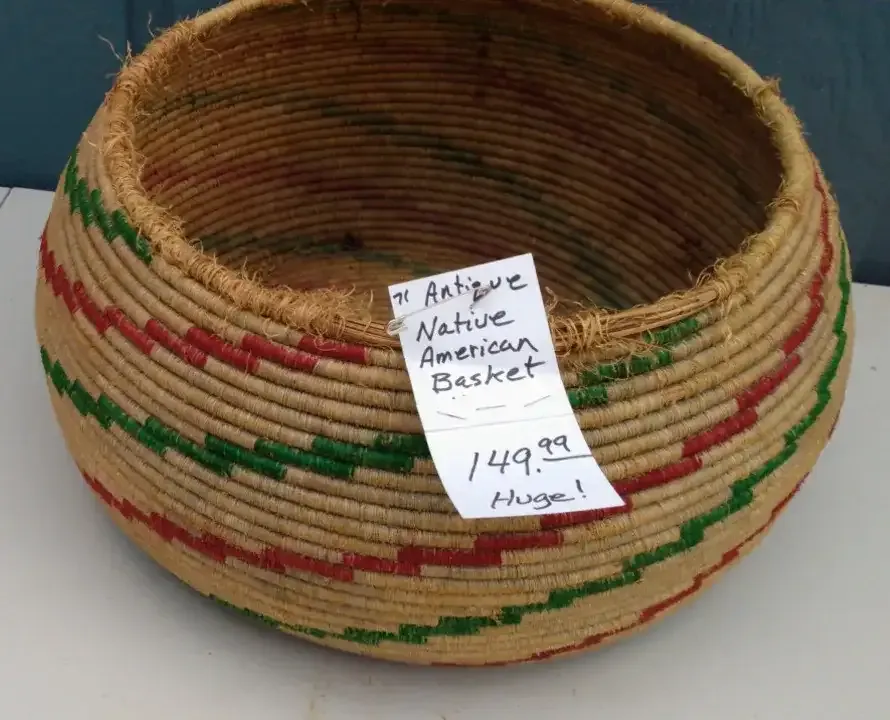 " Antique
Native
American
Basket
149.99
Huge!